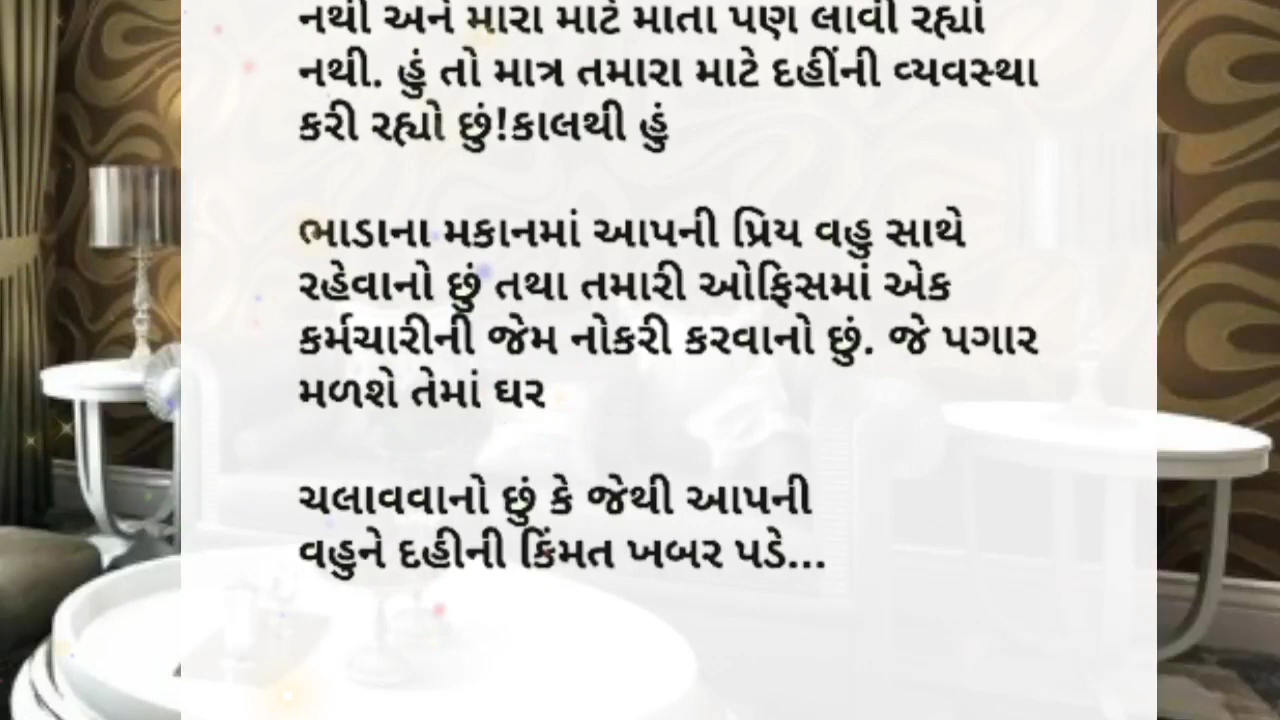 નથી અને મારા માટે માતા પણ લાવી રહ્યાં
નથી. હું તો માત્ર તમારા માટે દહીંની વ્યવસ્થા
કરી રહ્યો છું!કાલથી હું
ભાડાના મકાનમાં આપની પ્રિય વહુ સાથે
રહેવાનો છું તથા તમારી ઓફિસમાં એક
કર્મચારીની જેમ નોકરી કરવાનો છું. જે પગાર
મળશે તેમાં ઘર
ચલાવવાનો છું કે જેથી આપની
વહુને દહીની કિંમત ખબર પડે...